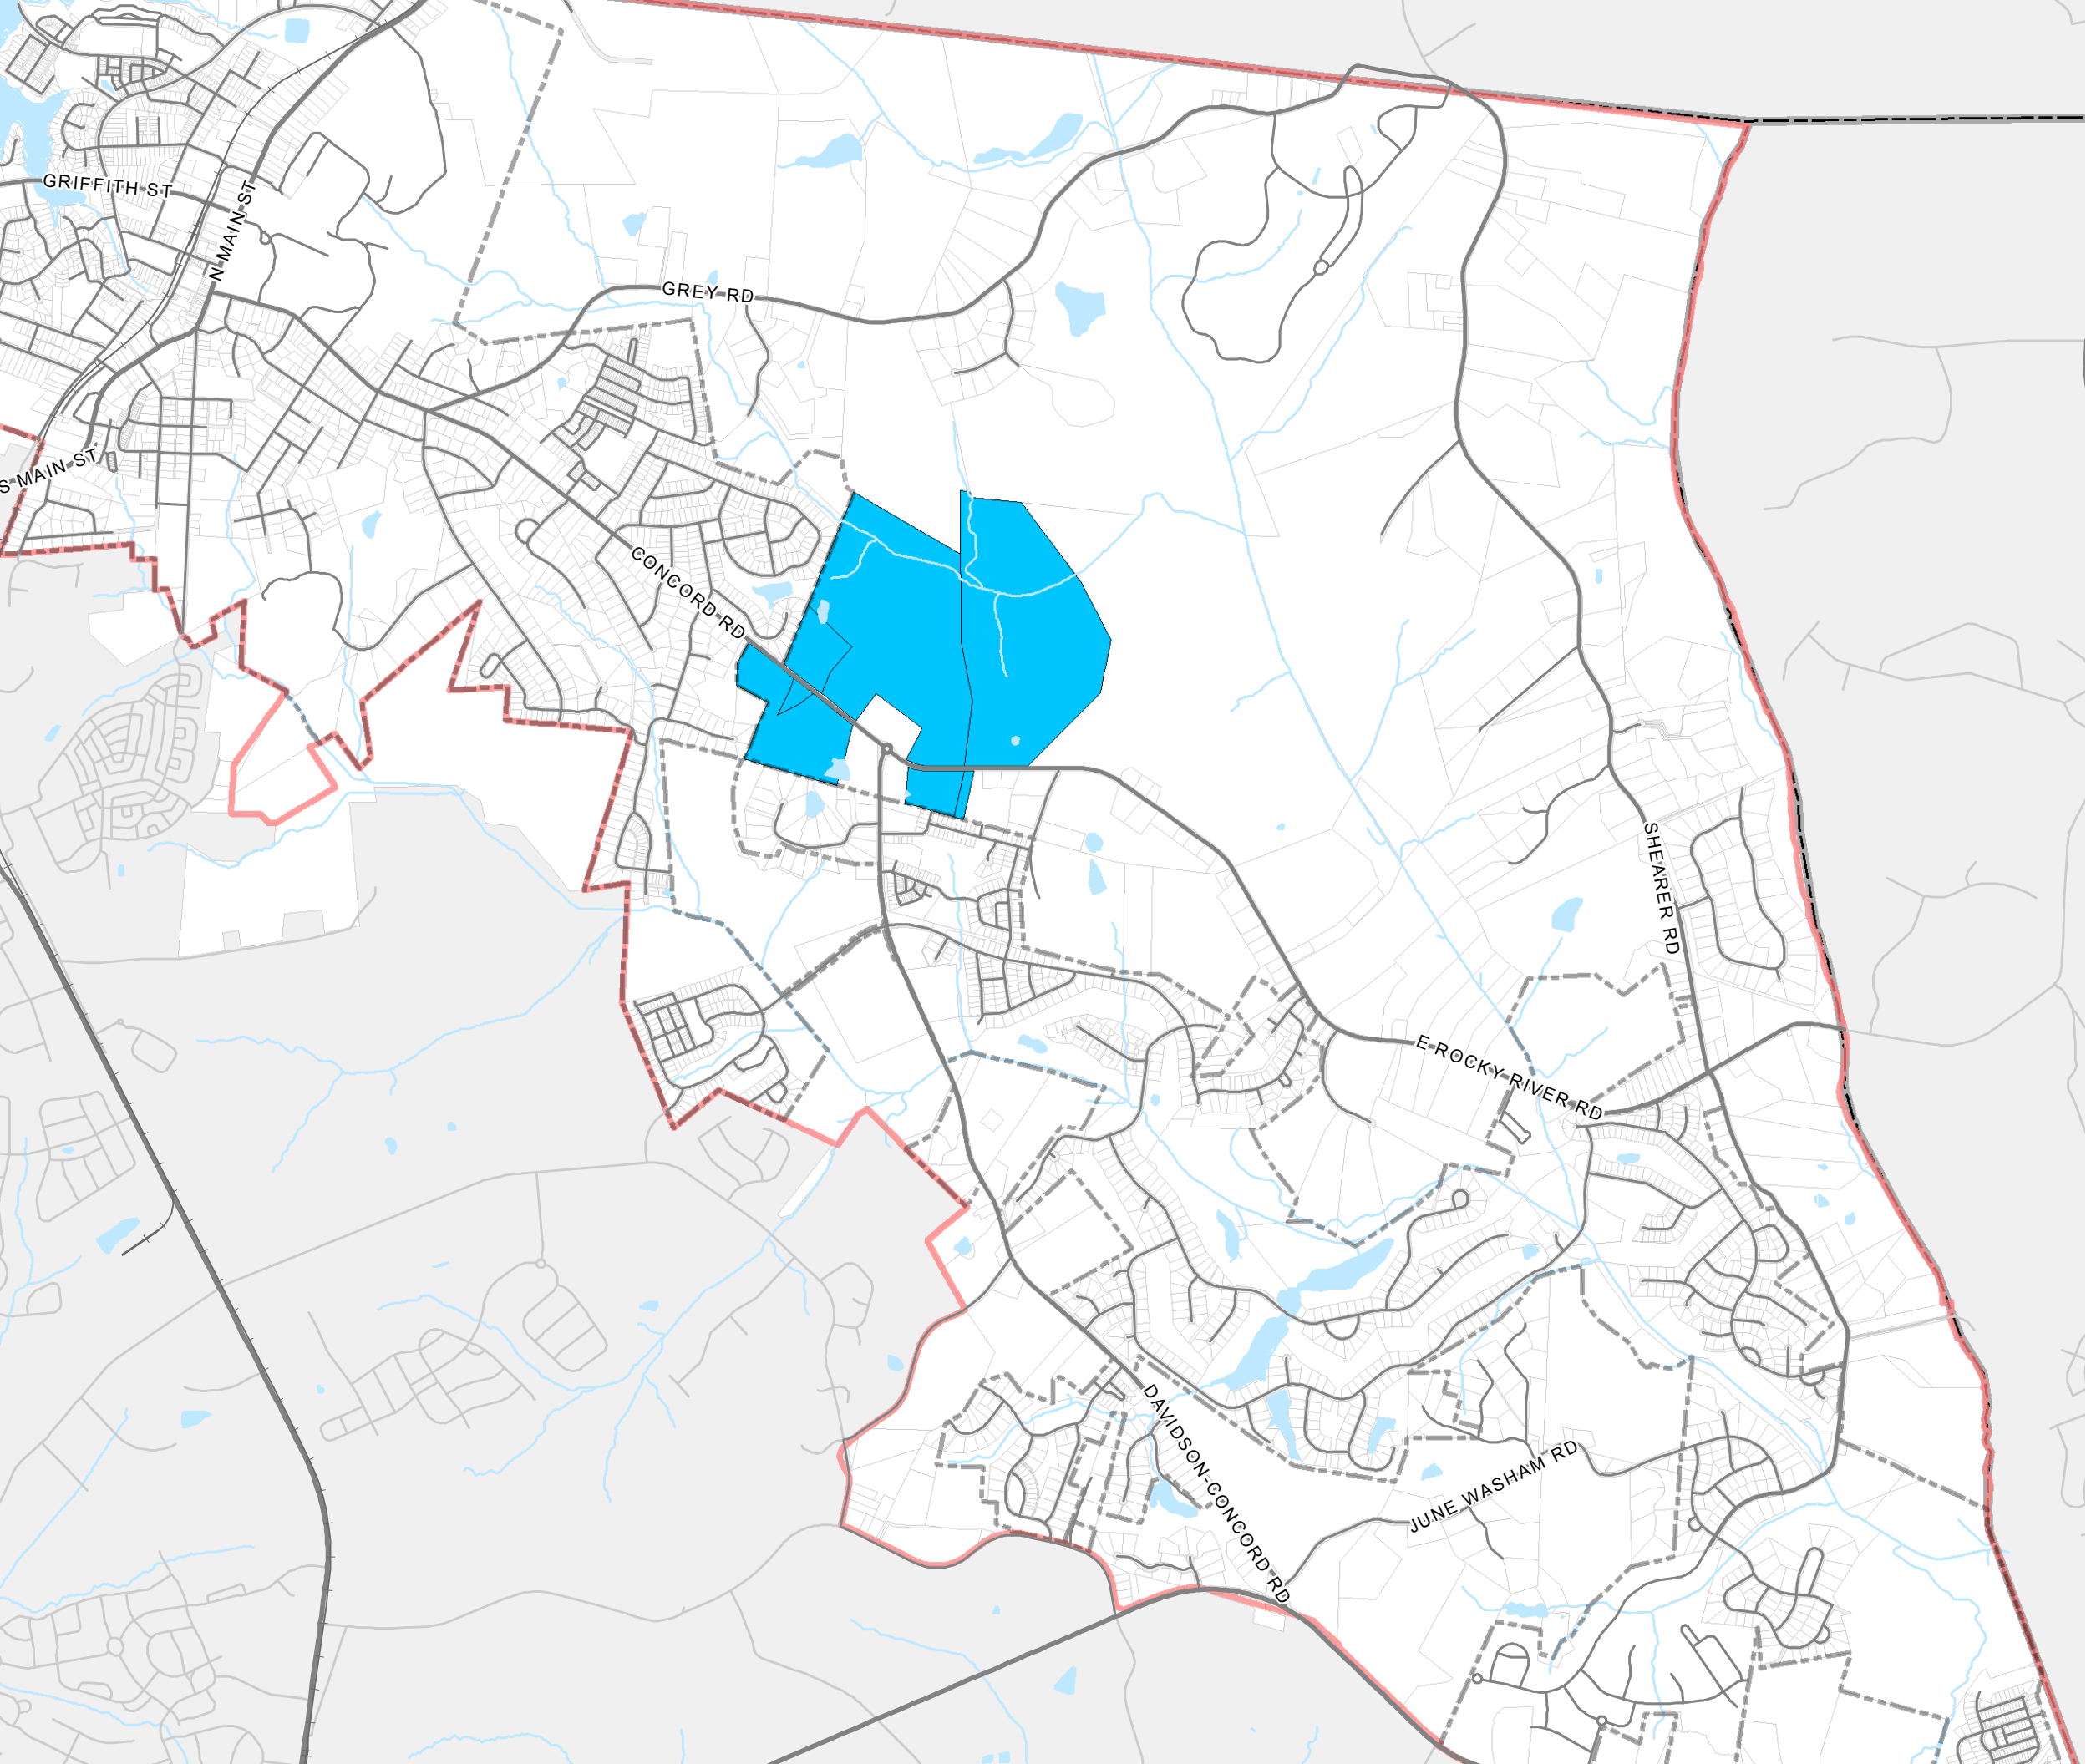 GRIFFITH ST
N MAIN ST
GREY RD
S MAIN ST
CONCORD RD
SHEARER RD
E ROCKY RIVER RD
DAVIDSON-CONCORD RD
JUNE WASHAM RD